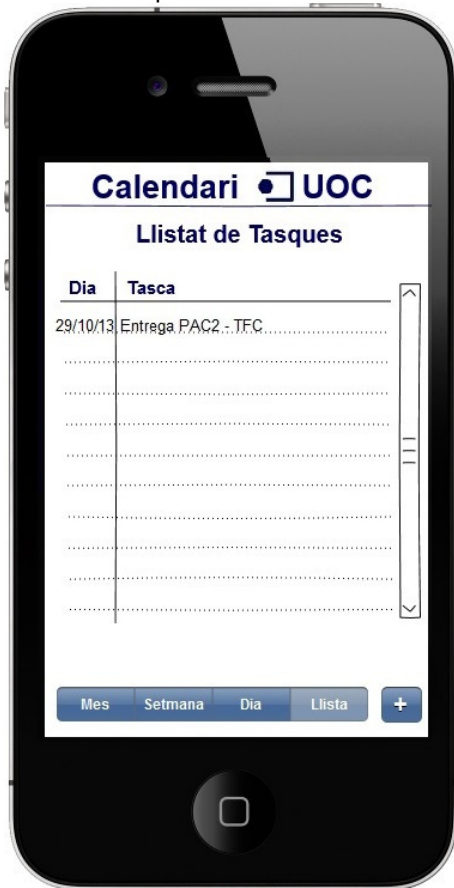 Calendari UOC
Llistat de Tasques
Dia Tasca
29/10/13 Entrega PAC2 - TFC
Mes Setmana Dia Llista +